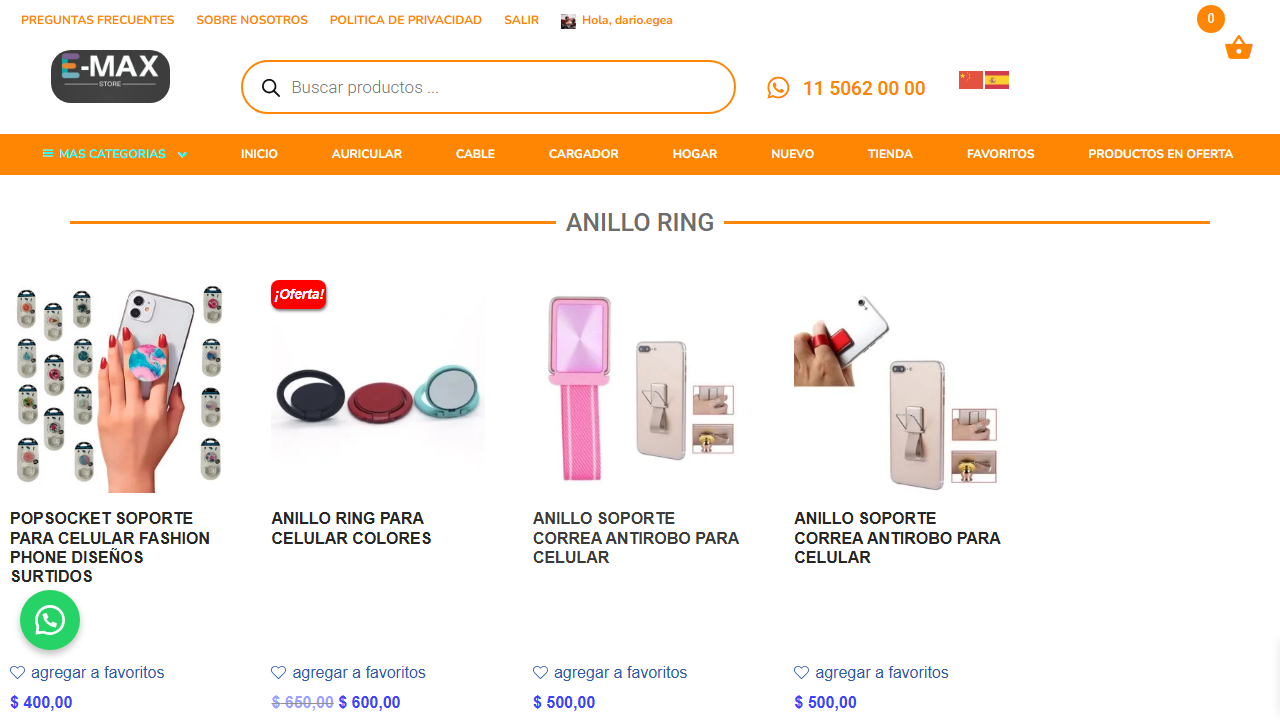 PREGUNTAS FRECUENTES SOBRE NOSOTROS POLITICA DE PRIVACIDAD SALIR Hola, dario.egea
0
E-MAX
STORE
Buscar productos ...
11 5062 00 00
MAS CATEGORIAS INICIO AURICULAR CABLE CARGADOR HOGAR NUEVO TIENDA FAVORITOS PRODUCTOS EN OFERTA
ANILLO RING
¡Oferta!
POPSOCKET SOPORTE
PARA CELULAR FASHION
PHONE DISEÑOS
SURTIDOS
agregar a favoritos
$ 400,00
ANILLO RING PARA
CELULAR COLORES
agregar a favoritos
$ 650,00 $ 600,00
ANILLO SOPORTE
CORREA ANTIROBO PARA
CELULAR
agregar a favoritos
$ 500,00
ANILLO SOPORTE
CORREA ANTIROBO PARA
CELULAR
agregar a favoritos
$ 500,00